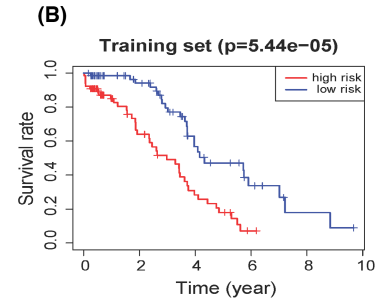 (B)
Training set (p=5.44e−05)
high risk
low risk
Survival rate
1.0
0.8
0.6
0.4
0.2
0.0
0 2 4 6 8 10
Time (year)